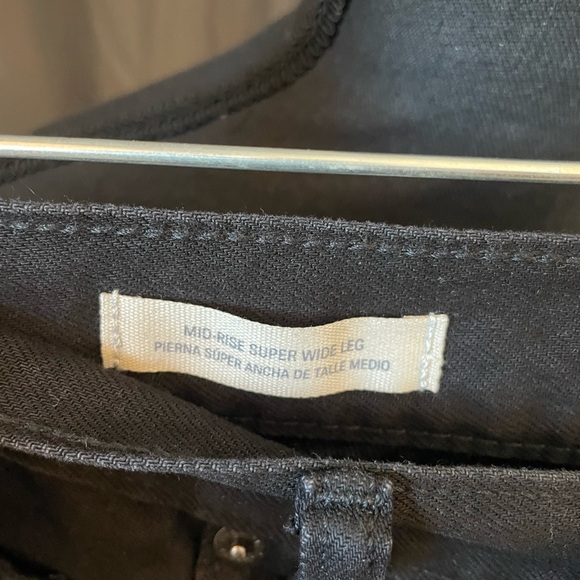 MID-RISE SUPER WIDE LEG
PIERNA SÚPER ANCHA DE TALLE MEDIO